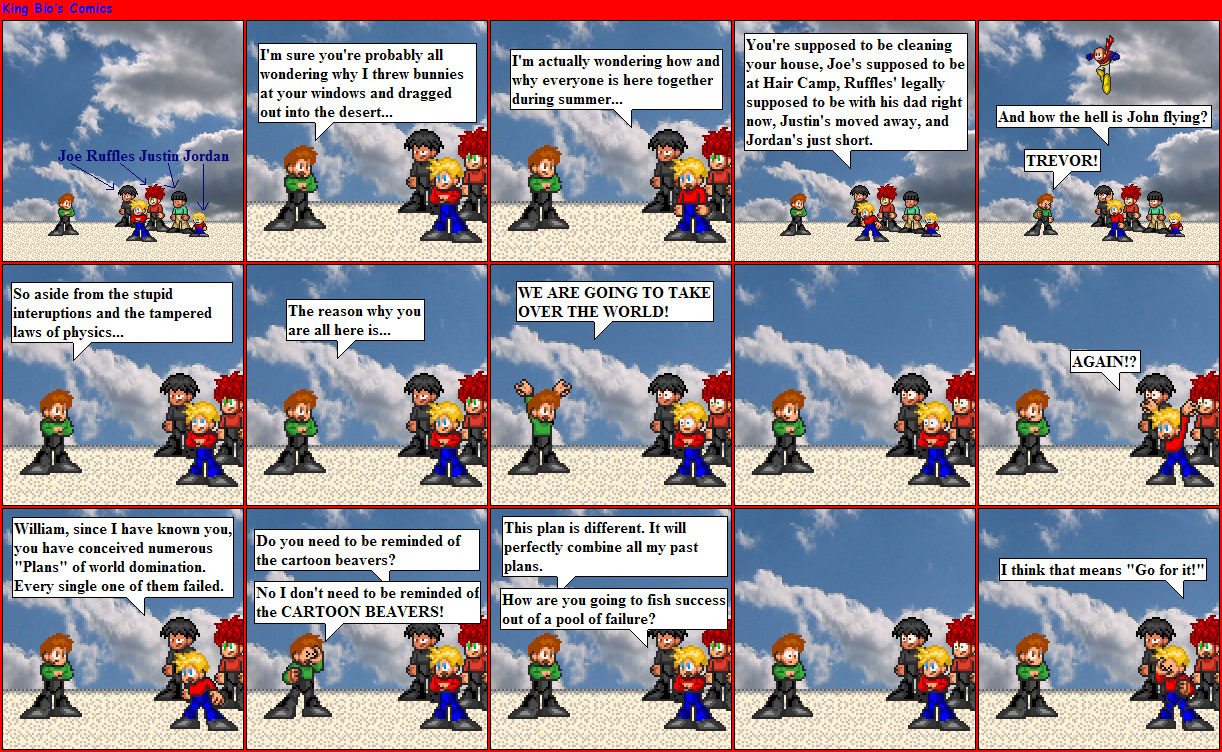 King Bio's Comics
Joe Ruffles Justin Jordan
I'm sure you're probably all
wondering why I threw bunnies
at your windows and dragged
out into the desert...
I'm actually wondering how and
why everyone is here together
during summer...
You're supposed to be cleaning
your house, Joe's supposed to be
at Hair Camp, Ruffles' legally
supposed to be with his dad right
now, Justin's moved away, and
Jordan's just short.
And how the hell is John flying?
TREVOR!
So aside from the stupid
interuptions and the tampered
laws of physics...
The reason why you
are all here is...
WE ARE GOING TO TAKE
OVER THE WORLD!
AGAIN!?
William, since I have known you,
you have conceived numerous
"Plans" of world domination.
Every single one of them failed.
Do you need to be reminded of
the cartoon beavers?
No I don't need to be reminded of
the CARTOON BEAVERS!
This plan is different. It will
perfectly combine all my past
plans.
How are you going to fish success
out of a pool of failure?
I think that means "Go for it!"